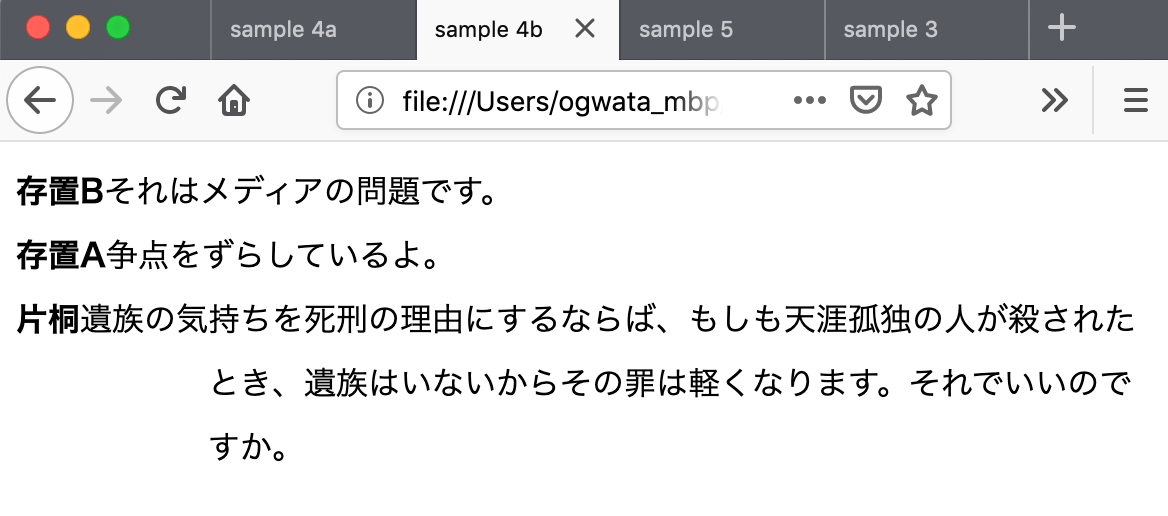 sample 4a
sample 4b
sample 5
sample 3
file:///Users/ogwata_mbp
存置Bそれはメディアの問題です。
存置A争点をずらしているよ。
片桐遺族の気持ちを死刑の理由にするならば、もしも天涯孤独の人が殺された
とき、遺族はいないからその罪は軽くなります。それでいいので
すか。